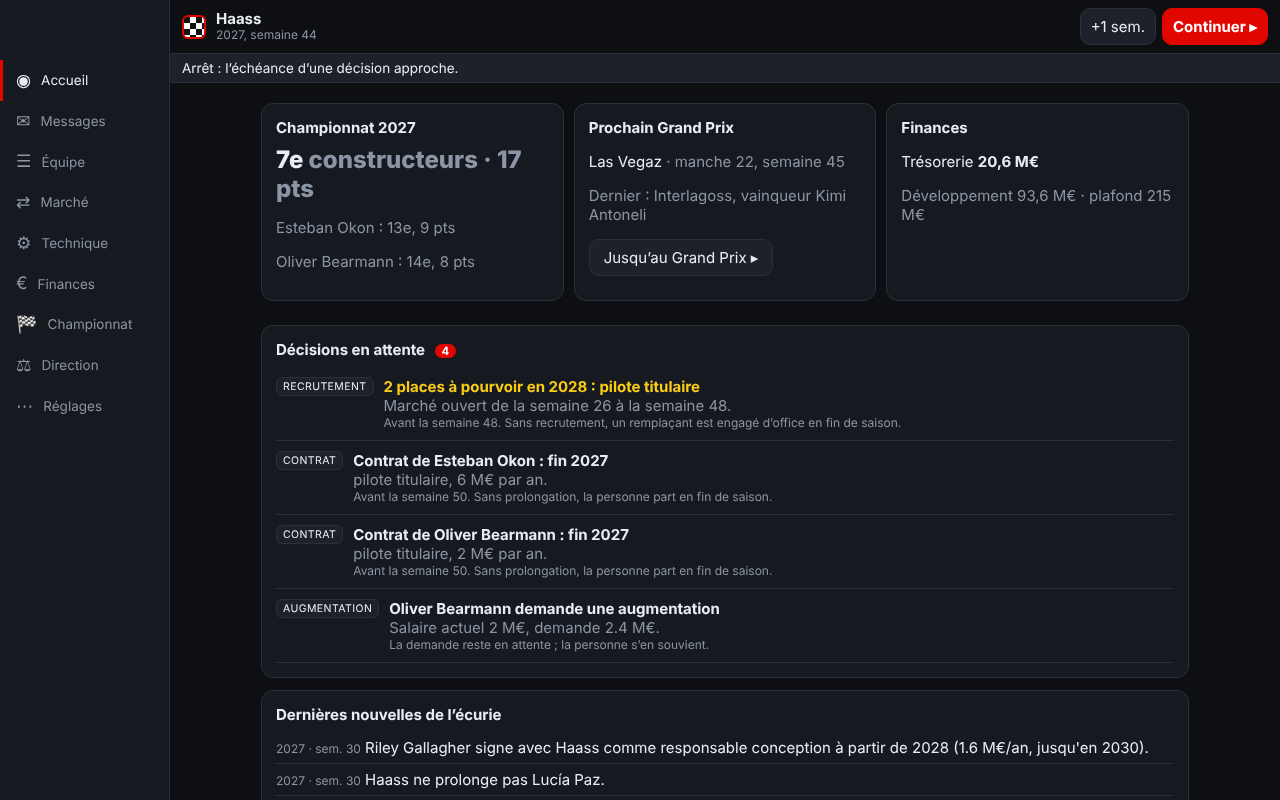 Haass
2027, semaine 44
+1 sem.
Continuer ▸
Arrêt : l’échéance d’une décision approche.
Accueil
Messages
Équipe
Marché
Technique
€ Finances
Championnat
Direction
Réglages
Championnat 2027
7e constructeurs · 17
pts
Esteban Okon : 13e, 9 pts
Oliver Bearmann : 14e, 8 pts
Prochain Grand Prix
Las Vegaz · manche 22, semaine 45
Dernier : Interlagoss, vainqueur Kimi
Antoneli
Jusqu’au Grand Prix ▸
Finances
Trésorerie 20,6 M€
Développement 93,6 M€ · plafond 215
M€
Décisions en attente 4
RECRUTEMENT
2 places à pourvoir en 2028 : pilote titulaire
Marché ouvert de la semaine 26 à la semaine 48.
Avant la semaine 48. Sans recrutement, un remplaçant est engagé d’office en fin de saison.
CONTRAT
Contrat de Esteban Okon : fin 2027
pilote titulaire, 6 M€ par an.
Avant la semaine 50. Sans prolongation, la personne part en fin de saison.
CONTRAT
Contrat de Oliver Bearmann : fin 2027
pilote titulaire, 2 M€ par an.
Avant la semaine 50. Sans prolongation, la personne part en fin de saison.
AUGMENTATION
Oliver Bearmann demande une augmentation
Salaire actuel 2 M€, demande 2.4 M€.
La demande reste en attente ; la personne s’en souvient.
Dernières nouvelles de l’écurie
2027 · sem. 30 Riley Gallagher signe avec Haass comme responsable conception à partir de 2028 (1.6 M€/an, jusqu'en 2030).
2027 · sem. 30 Haass ne prolonge pas Lucía Paz.